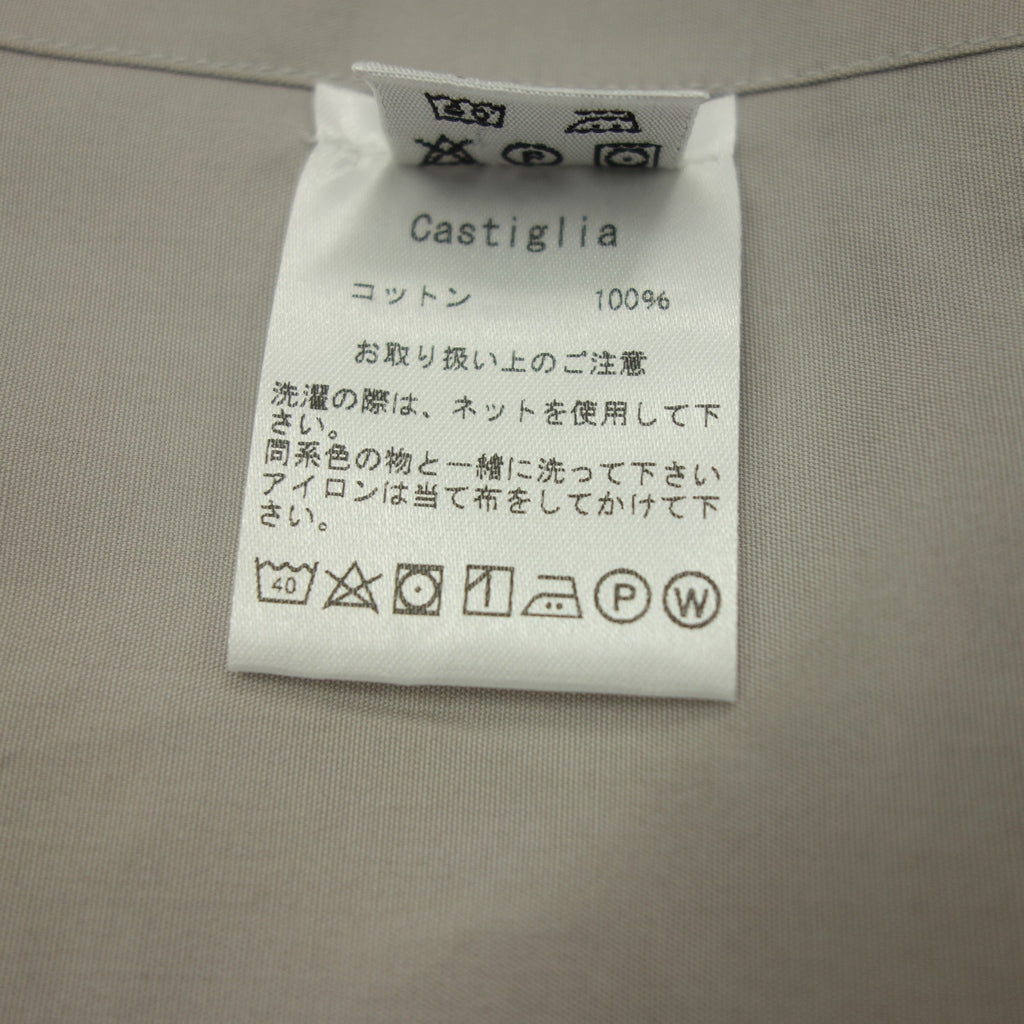 40
P
Castiglia
コットン 100%
お取り扱い上のご注意
洗濯の際は、ネットを使用して下
さい。
同系色の物と一緒に洗って下さい
アイロンは当て布をしてかけて下
さい。
40 P W